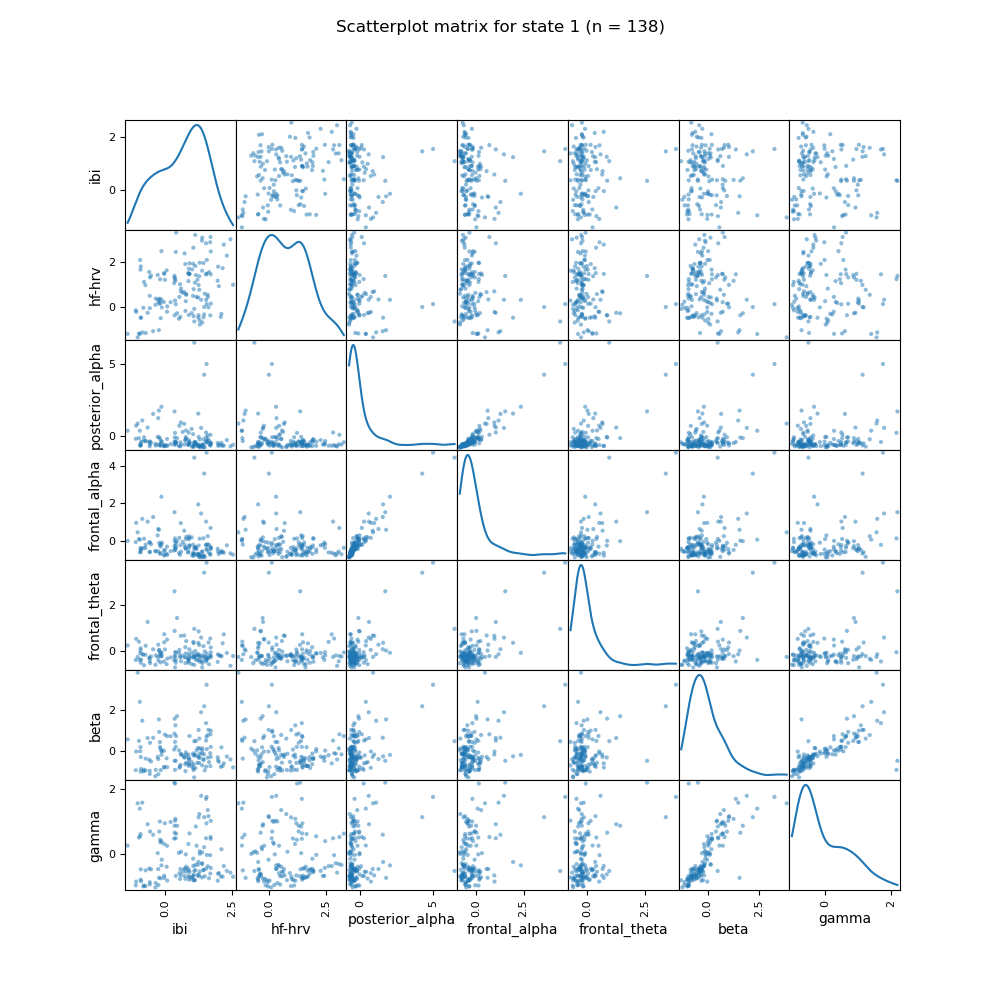 Scatterplot matrix for state 1 (n = 138)
ibi
2
0
hf-hrv
2
0
posterior_alpha
5
0
frontal_alpha
4
2
0
frontal_theta
2
0
beta
2
0
gamma
2
0
0.0 2.5 0.0 2.5 0 5 0.0 2.5 0.0 2.5 0.0 2.5 0 2
ibi hf-hrv posterior_alpha frontal_alpha frontal_theta beta gamma